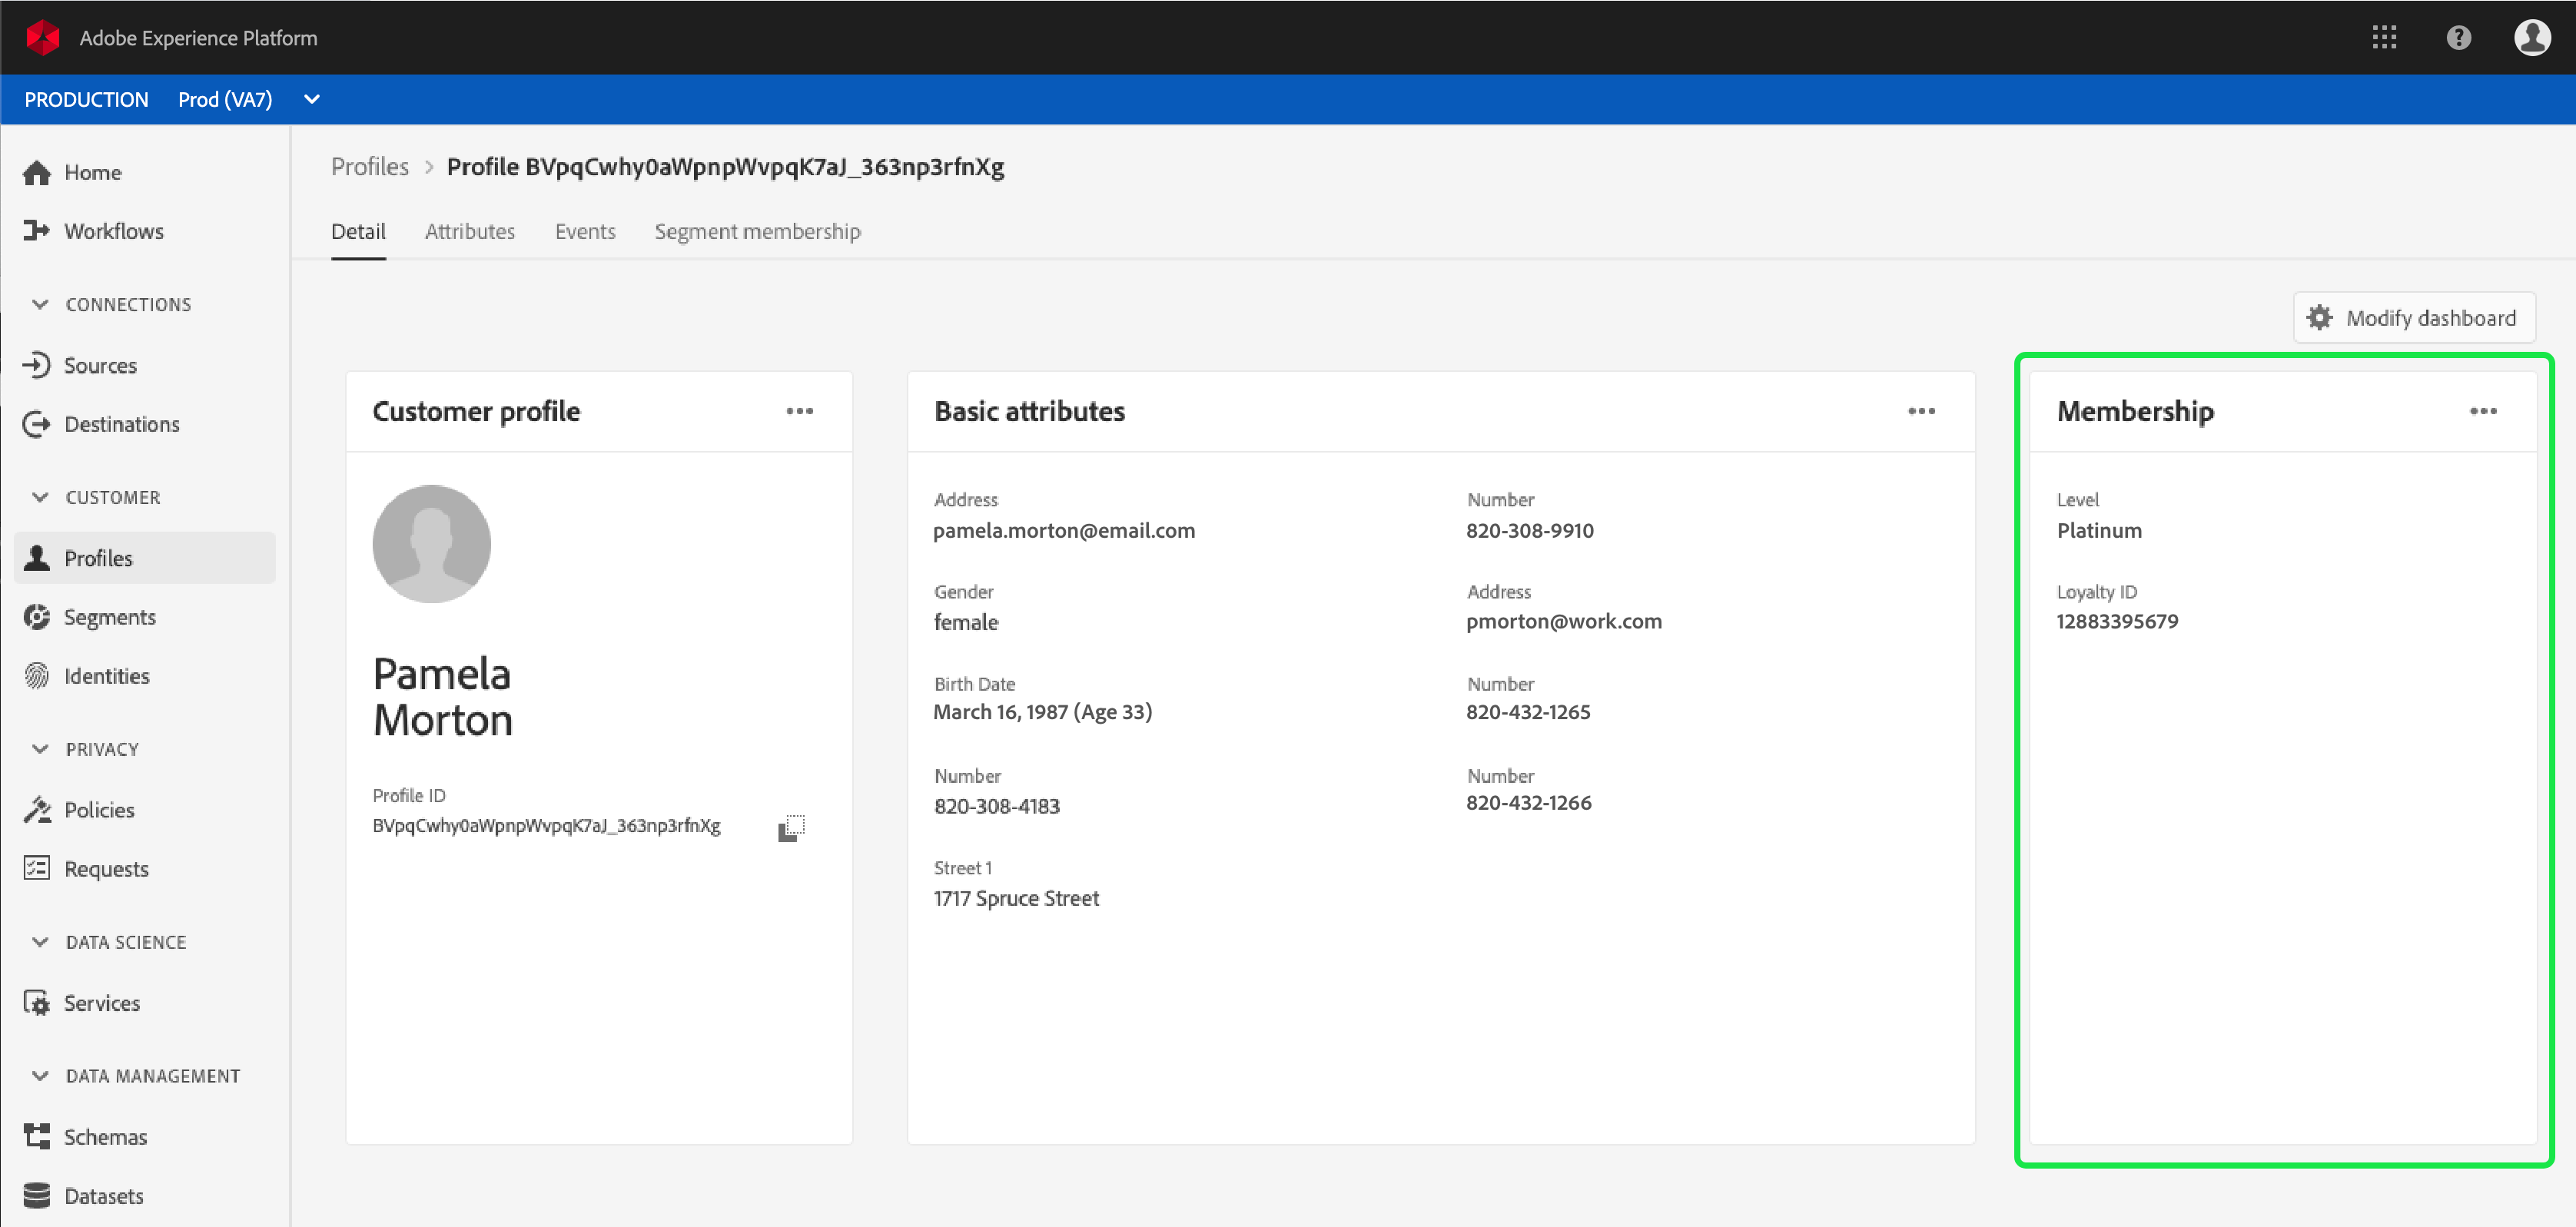 Adobe Experience Platform
PRODUCTION Prod (VA7)
Home
Workflows
CONNECTIONS
Sources
Destinations
CUSTOMER
Profiles
Segments
Identities
PRIVACY
Policies
Requests
DATA SCIENCE
Services
DATA MANAGEMENT
Schemas
Datasets
Profiles > Profile BVpqCwhy0aWpnpWvpqK7aJ_363np3rfnXg
Detail Attributes Events Segment membership
Modify dashboard
Customer profile
Pamela
Morton
Profile ID
BVpqCwhy0aWpnpWvpqK7aJ_363np3rfnXg
Basic attributes
Address
pamela.morton@email.com
Gender
female
Birth Date
March 16, 1987 (Age 33)
Number
820-308-4183
Street 1
1717 Spruce Street
Number
820-308-9910
Address
pmorton@work.com
Number
820-432-1265
Number
820-432-1266
Membership
Level
Platinum
Loyalty ID
12883395679